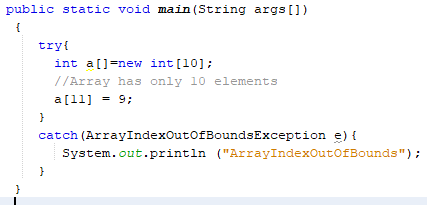 public static void main(String args[])
{
try{
int a[]=new int[10];
//Array has only 10 elements
a[11] = 9;
}
catch(ArrayIndexOutOfBoundsException e){
System.out.println ("ArrayIndexOutOfBounds");
}
}